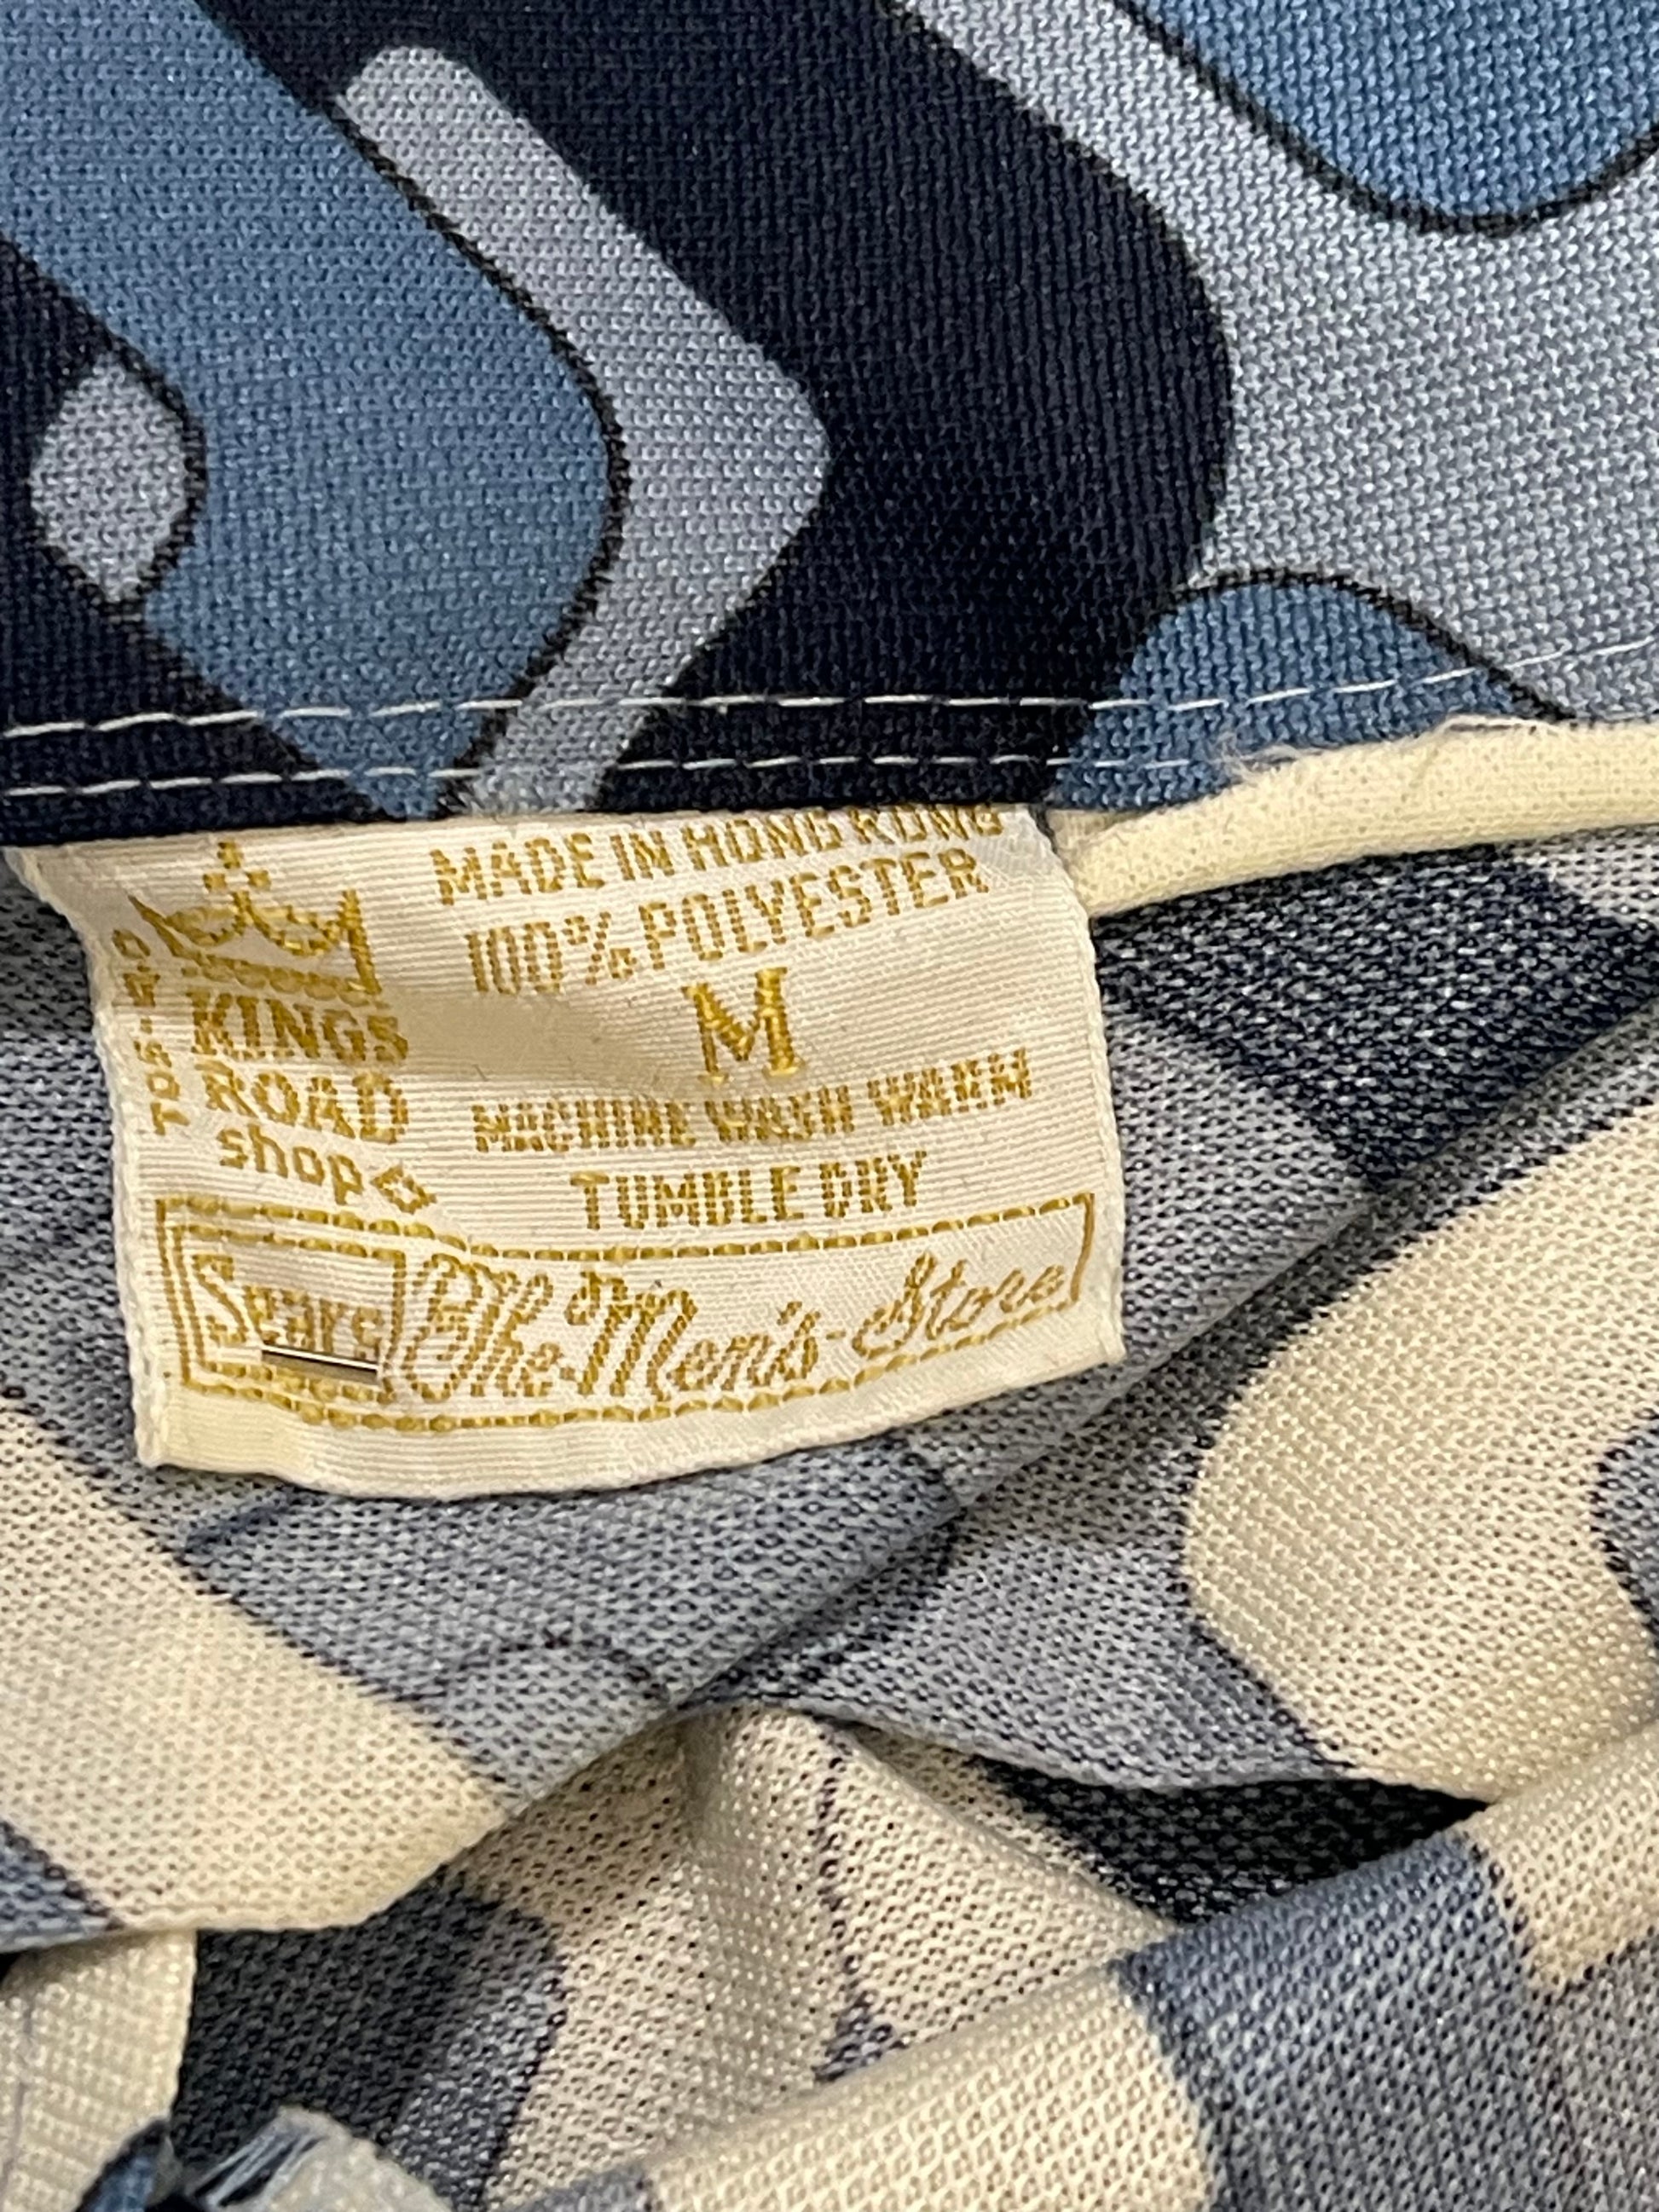 MADE IN HONG KONG
100% POLYESTER
M
MACHINE WASH WARM
TUMBLE DRY
KINGS
ROAD
shop
Sears
The Men's Store